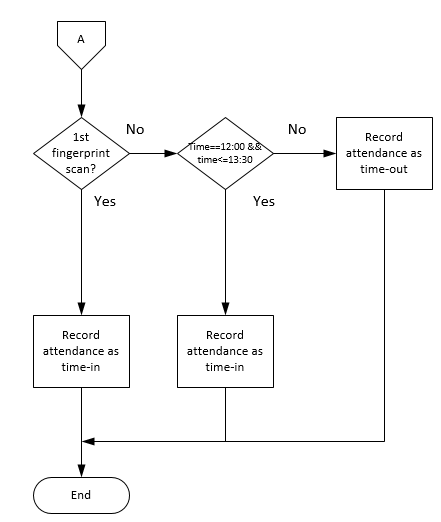 A
1st
fingerprint
scan?
No
Time==12:00 &&
time<=13:30
No
Record
attendance as
time-out
Yes
Yes
Record
attendance as
time-in
Record
attendance as
time-in
End